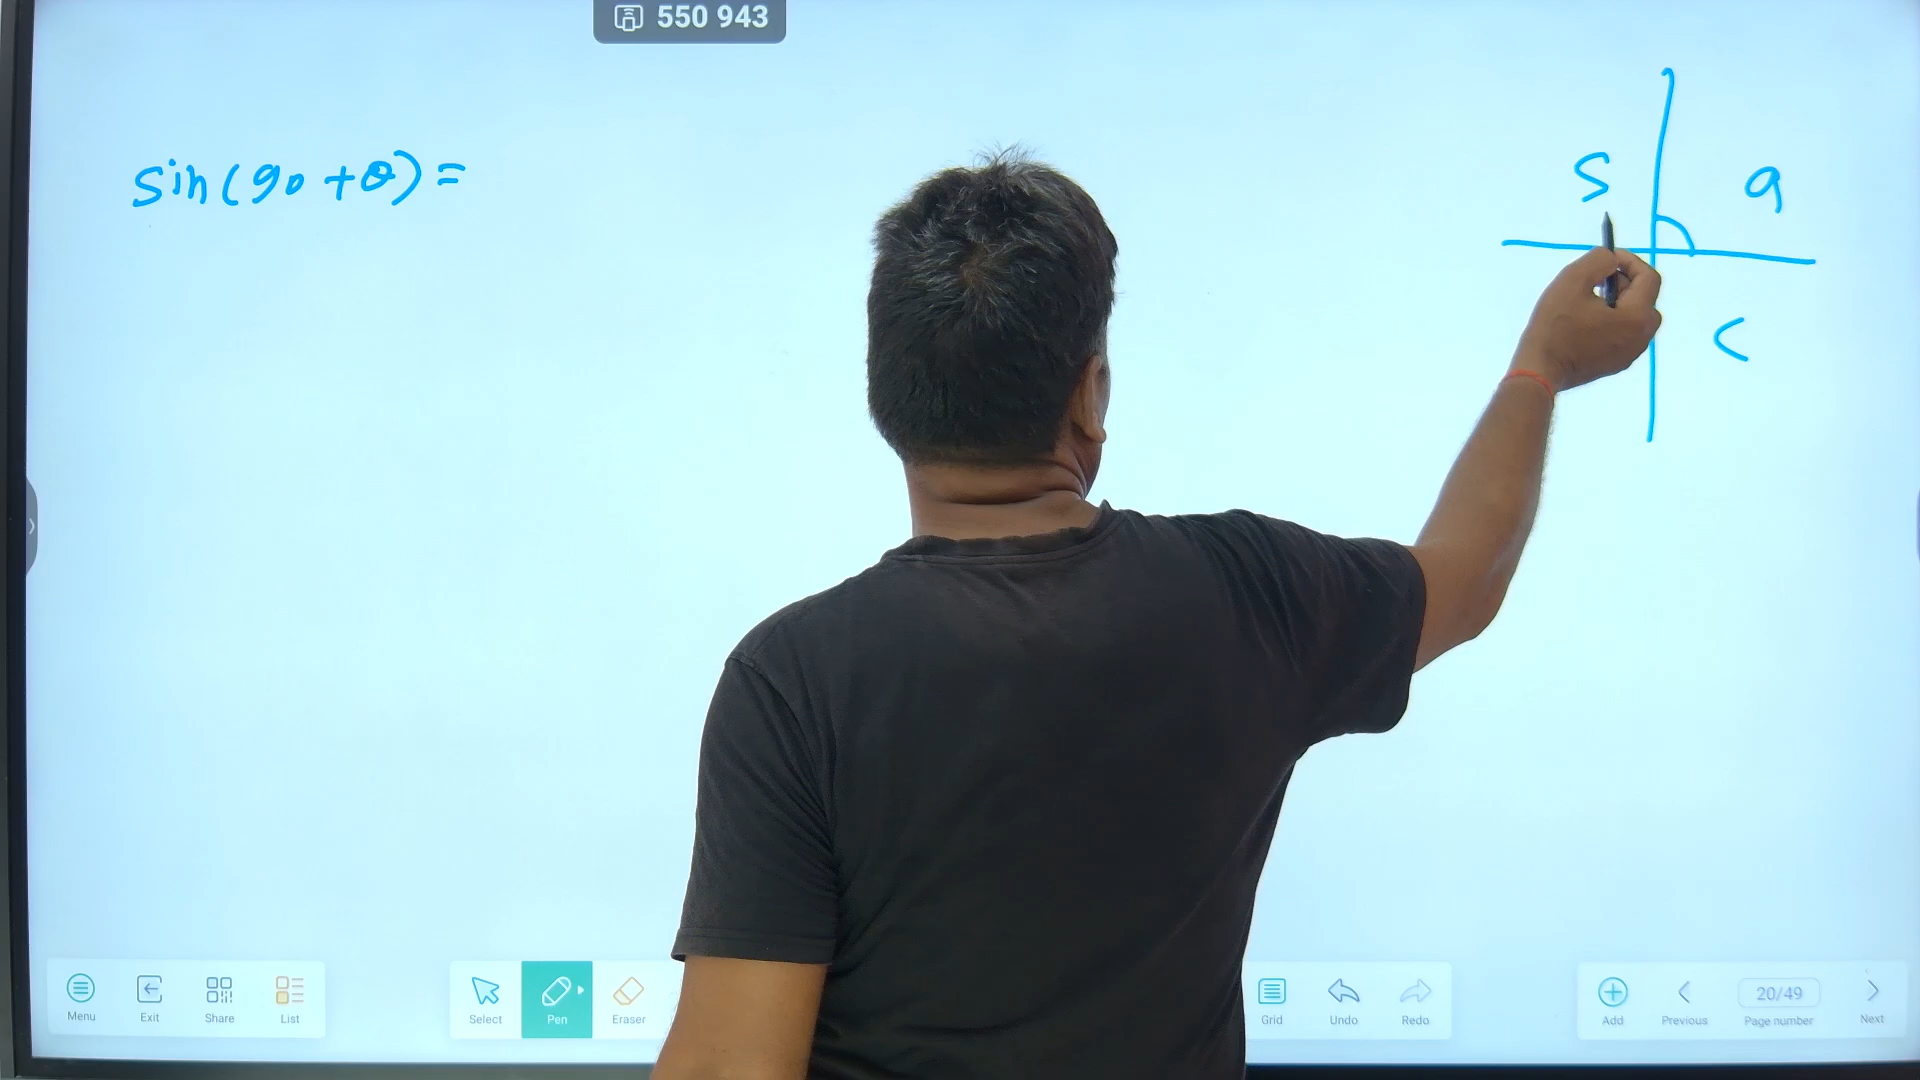 550 943
sin(90+θ)=
S
a
C
Menu
Exit
Share
List
Select
Pen
Eraser
Grid
Undo
Redo
Add
Previous
20/49
Page number
Next